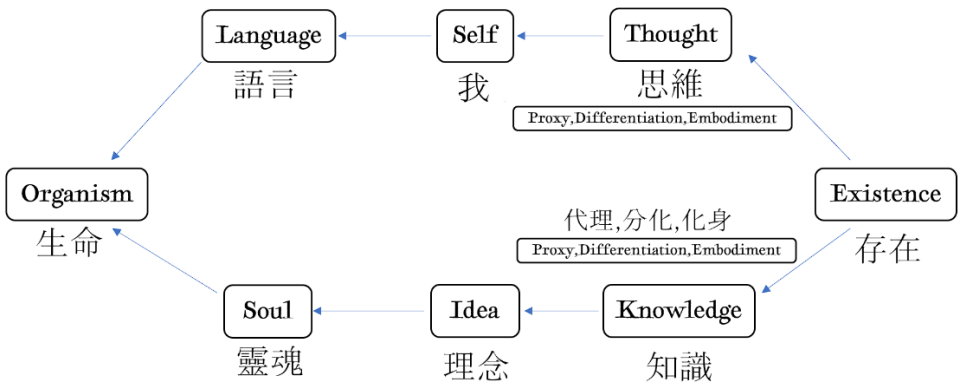 Language
Self
Thought
語言
我
思維
Proxy,Differentiation,Embodiment
Organism
Existence
生命
代理,分化,化身
存在
Proxy,Differentiation,Embodiment
Soul
Idea
Knowledge
靈魂
理念
知識